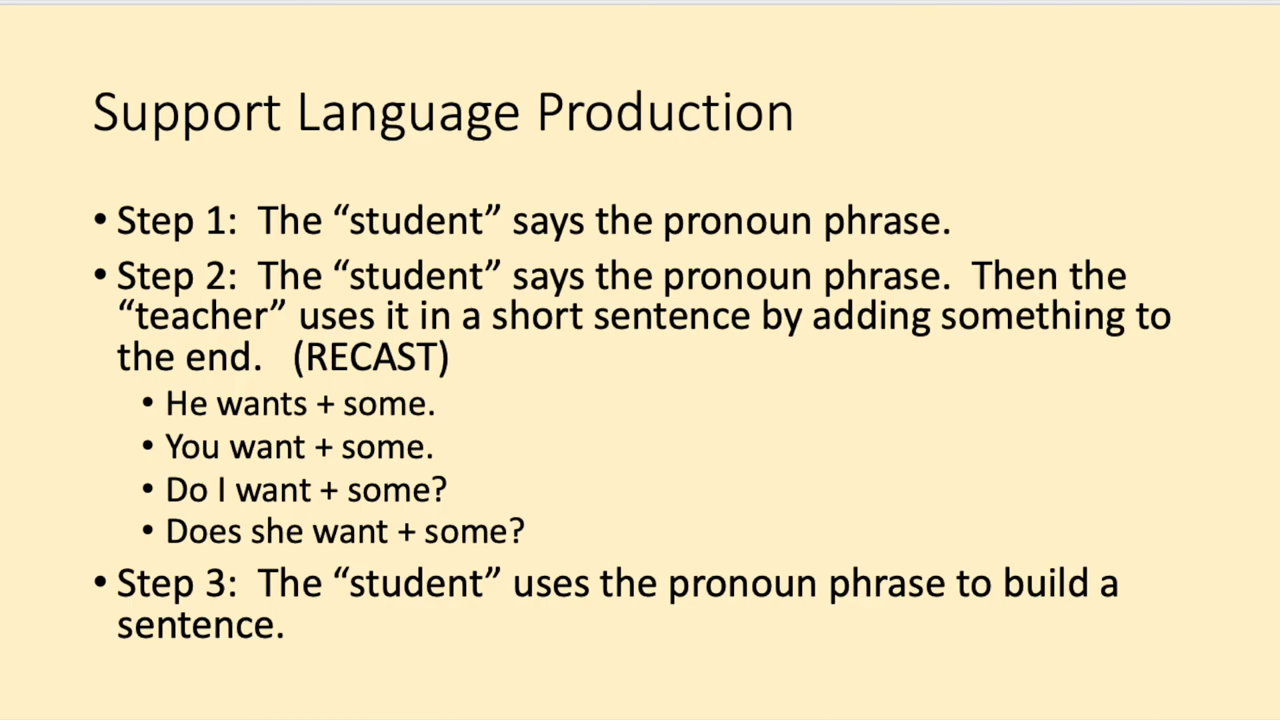 Support Language Production
• Step 1:  The “student” says the pronoun phrase.
• Step 2:  The “student” says the pronoun phrase.  Then the
“teacher” uses it in a short sentence by adding something to
the end.   (RECAST)
• He wants + some.
• You want + some.
• Do I want + some?
• Does she want + some?
• Step 3:  The “student” uses the pronoun phrase to build a
sentence.